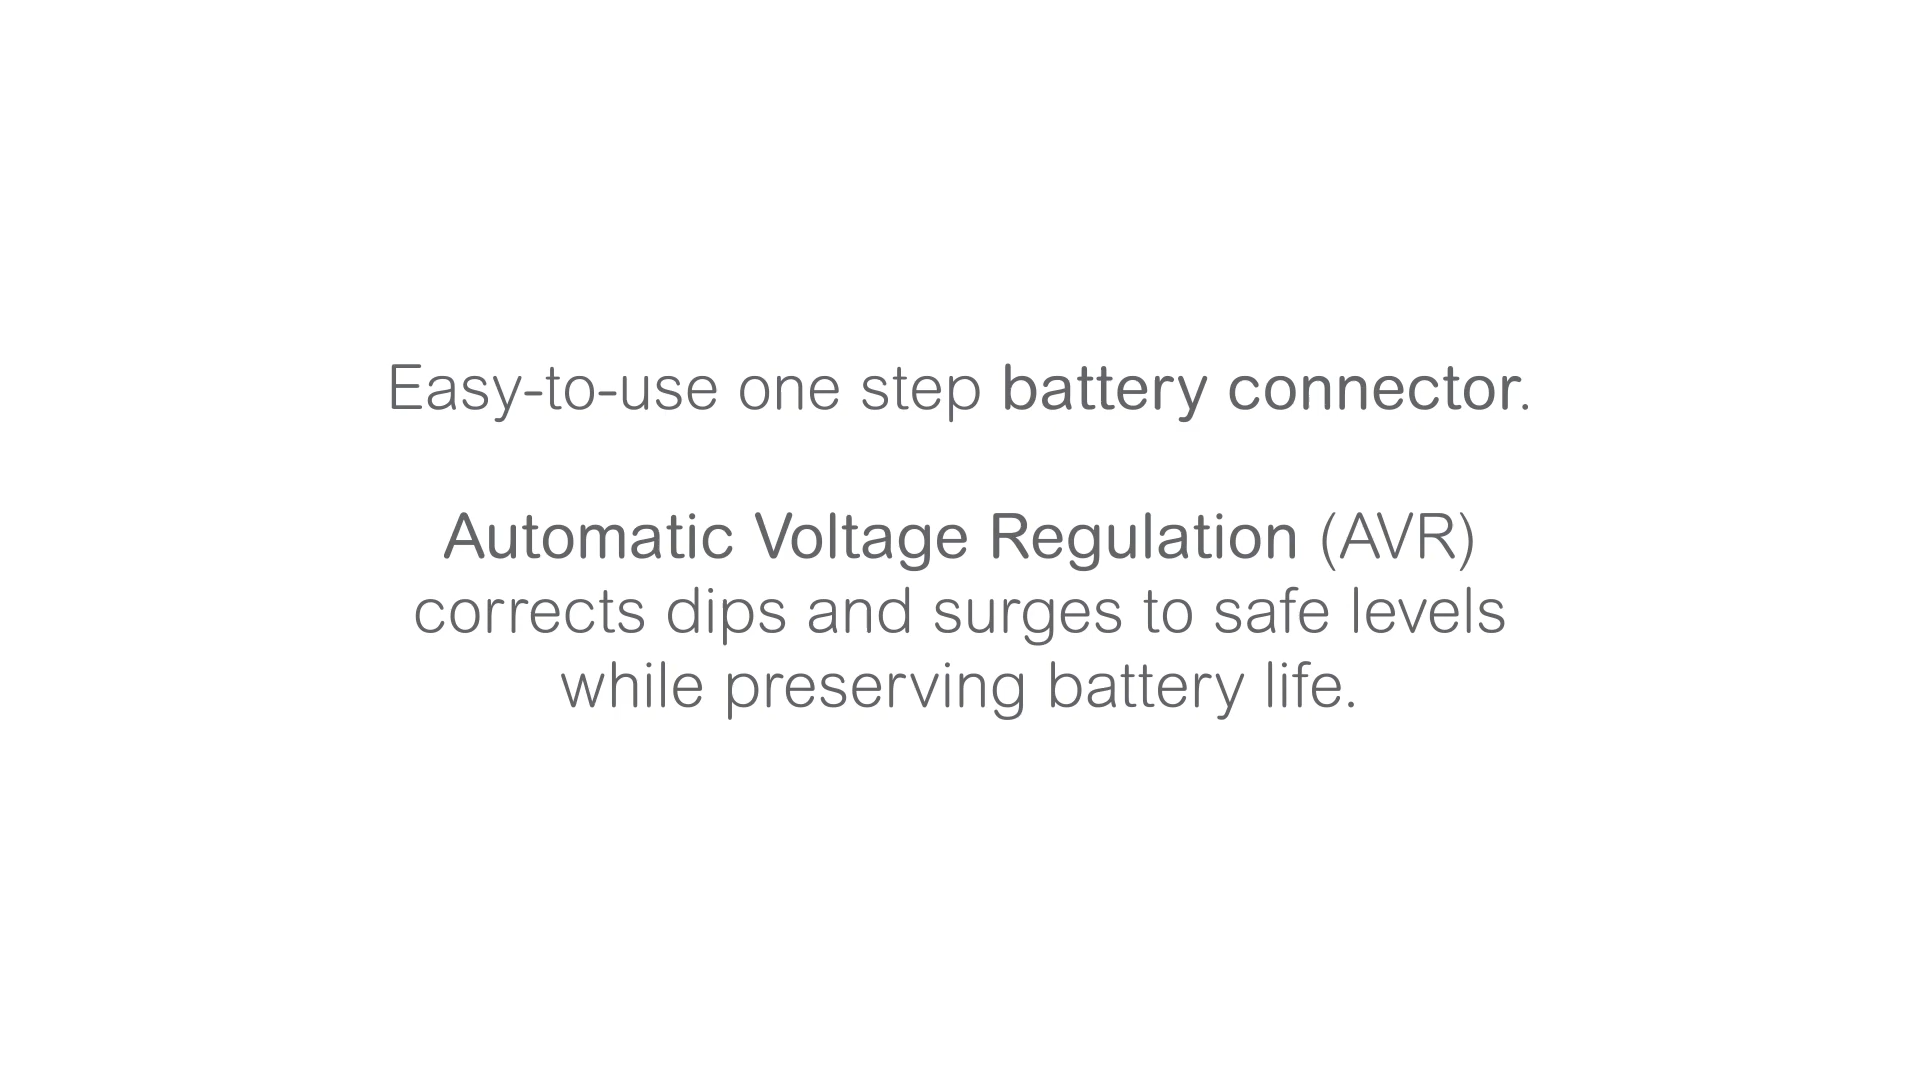 Easy-to-use one step battery connector.
Automatic Voltage Regulation (AVR)
corrects dips and surges to safe levels
while preserving battery life.